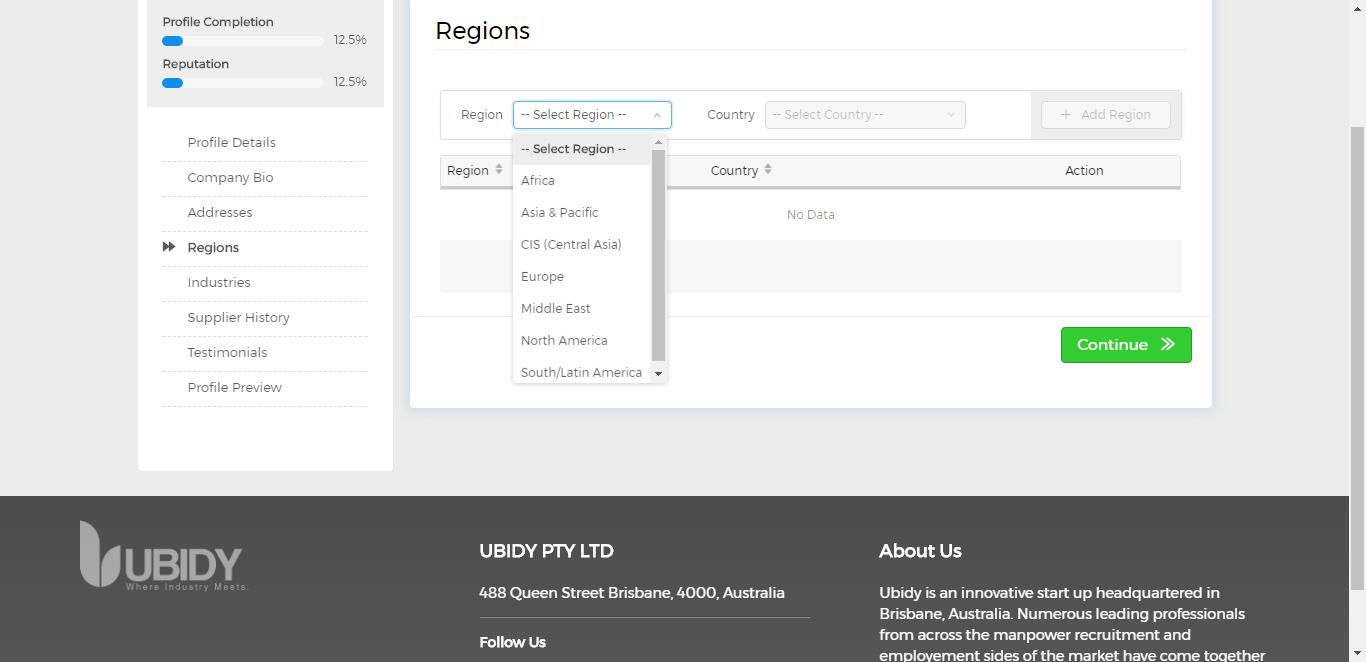 Profile Completion
12.5%
Reputation
12.5%
Profile Details
Company Bio
Addresses
Regions
Industries
Supplier History
Testimonials
Profile Preview
Regions
Region -- Select Region -- Country -- Select Country -- + Add Region
-- Select Region --
Africa
Asia & Pacific
CIS (Central Asia)
Europe
Middle East
North America
South/Latin America
Region Country Action
No Data
Continue
UBIDY
Where Industry Meets.
UBIDY PTY LTD
488 Queen Street Brisbane, 4000, Australia
Follow Us
About Us
Ubidy is an innovative start up headquartered in
Brisbane, Australia. Numerous leading professionals
from across the manpower recruitment and
employement sides of the market have come together